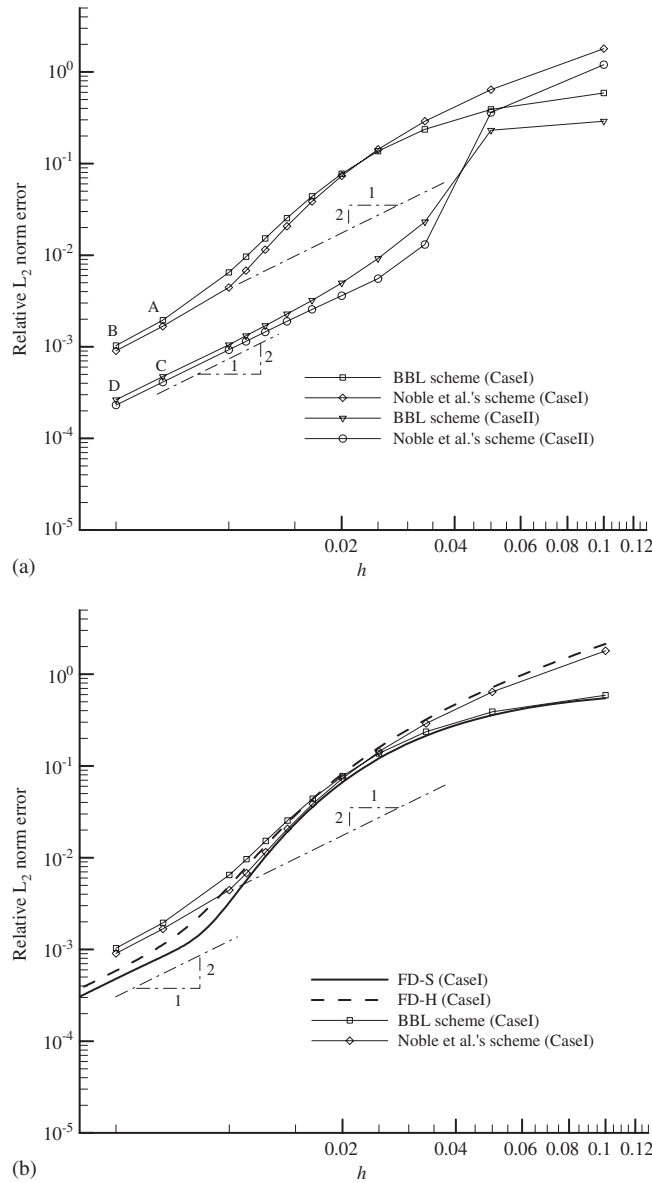 10^0
10^-1
10^-2
10^-3
10^-4
10^-5
Relative L_2 norm error
1
2
A
B
C
D
1
2
BBL scheme (CaseI)
Noble et al.'s scheme (CaseI)
BBL scheme (CaseII)
Noble et al.'s scheme (CaseII)
0.02 0.04 0.06 0.08 0.1 0.12
(a)
h
10^0
10^-1
10^-2
10^-3
10^-4
10^-5
Relative L_2 norm error
1
2
2
1
FD-S (CaseI)
FD-H (CaseI)
BBL scheme (CaseI)
Noble et al.'s scheme (CaseI)
0.02 0.04 0.06 0.08 0.1 0.12
(b)
h